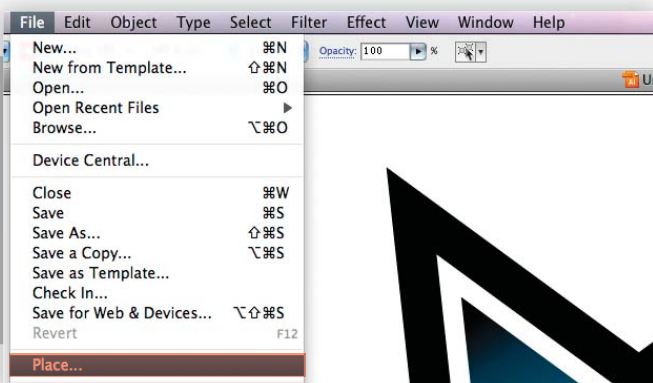 File Edit Object Type Select Filter Effect View Window Help
Opacity: 100 %
New... ⌘N
New from Template... ⇧⌘N
Open... ⌘O
Open Recent Files ▶
Browse... ⌥⌘O
Device Central...
Close ⌘W
Save ⌘S
Save As... ⇧⌘S
Save a Copy... ⌥⌘S
Save as Template...
Check In...
Save for Web & Devices... ⌥⇧⌘S
Revert F12
Place...